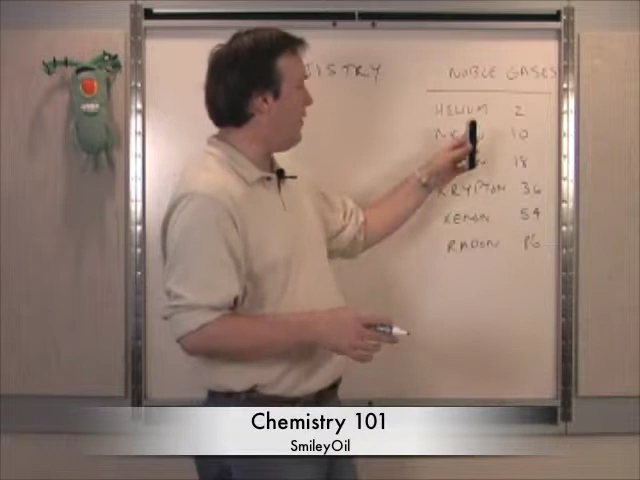 ISTRY
NOBLE GASES
HELIUM 2
10
18
KRYPTON 36
XENON 54
RADON 86
Chemistry 101
SmileyOil